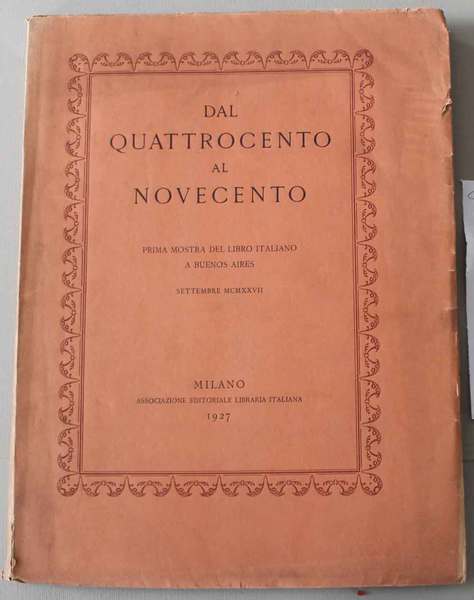 DAL
QUATTROCENTO
AL
NOVECENTO
PRIMA MOSTRA DEL LIBRO ITALIANO
A BUENOS AIRES
SETTEMBRE MCMXXVII
MILANO
ASSOCIAZIONE EDITORIALE LIBRARIA ITALIANA
1927